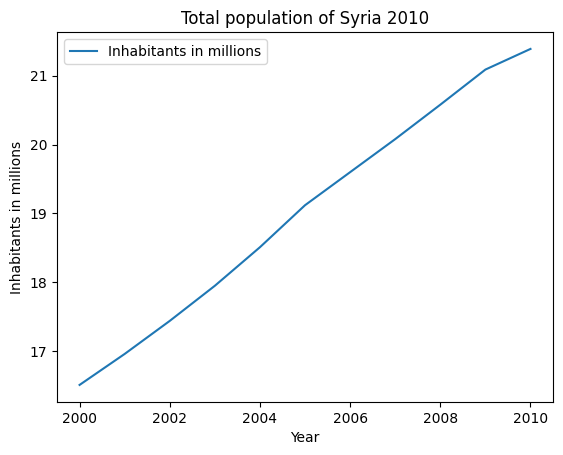 Total population of Syria 2010
Inhabitants in millions
Inhabitants in millions
21
20
19
18
17
2000 2002 2004 2006 2008 2010
Year